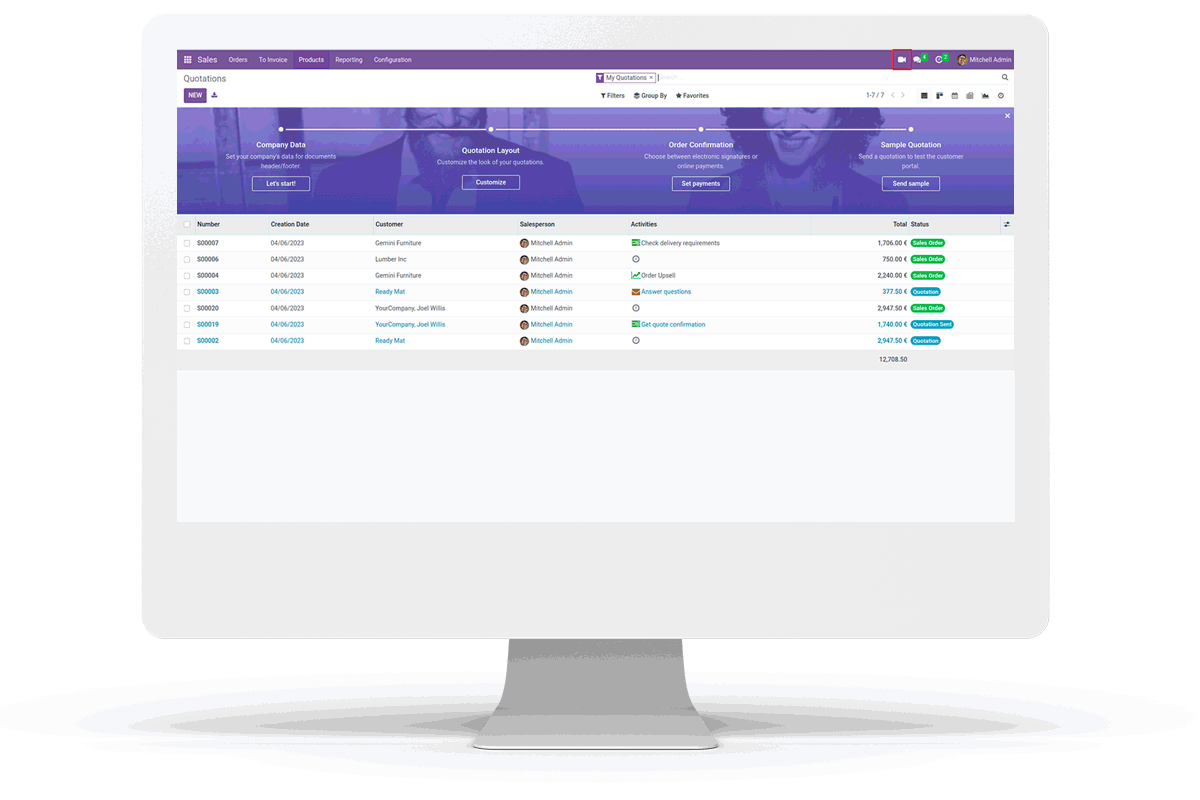 Sales Orders To Invoice Products Reporting Configuration 4 2 Mitchell Admin
Quotations My Quotations × Search...
NEW Filters Group By Favorites 1-7 / 7
Company Data
Set your company's data for documents
header/footer.
Let's start!
Quotation Layout
Customize the look of your quotations.
Customize
Order Confirmation
Choose between electronic signatures or
online payments.
Set payments
Sample Quotation
Send a quotation to test the customer
portal.
Send sample
Number Creation Date Customer Salesperson Activities Total Status
S00007 04/06/2023 Gemini Furniture Mitchell Admin Check delivery requirements 1,706.00 € Sales Order
S00006 04/06/2023 Lumber Inc Mitchell Admin 750.00 € Sales Order
S00004 04/06/2023 Gemini Furniture Mitchell Admin Order Upsell 2,240.00 € Sales Order
S00003 04/06/2023 Ready Mat Mitchell Admin Answer questions 377.50 € Quotation
S00020 04/06/2023 YourCompany, Joel Willis Mitchell Admin 2,947.50 € Sales Order
S00019 04/06/2023 YourCompany, Joel Willis Mitchell Admin Get quote confirmation 1,740.00 € Quotation Sent
S00002 04/06/2023 Ready Mat Mitchell Admin 2,947.50 € Quotation
12,708.50